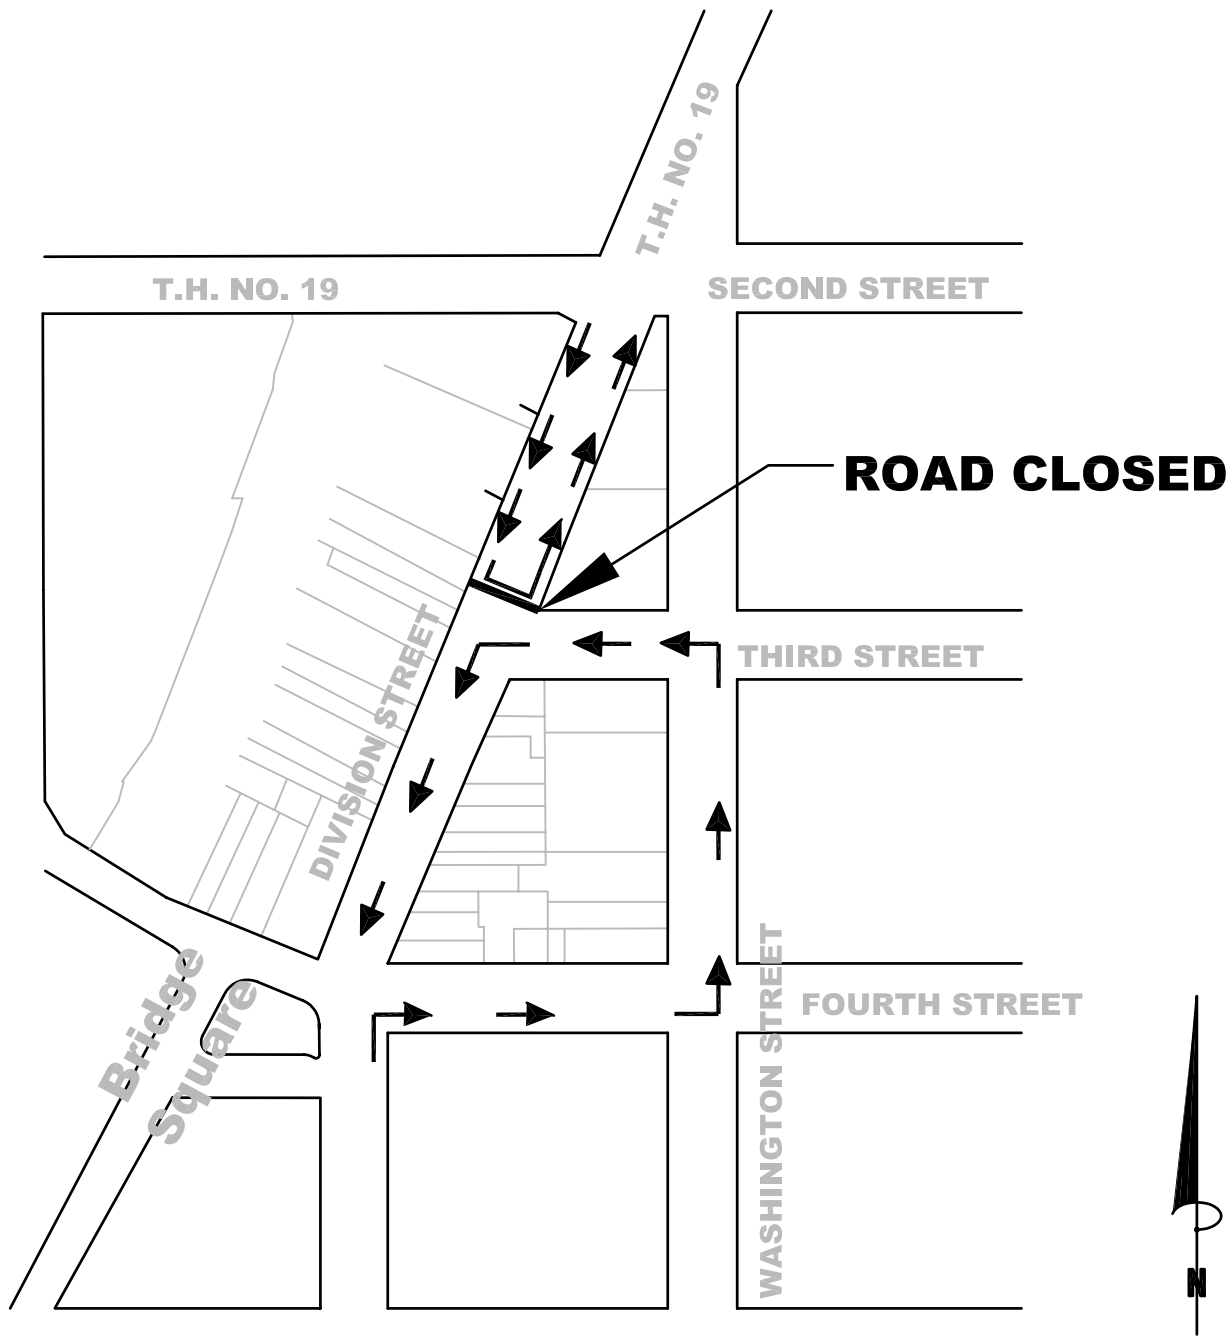 T.H. NO. 19
T.H. NO. 19
SECOND STREET
ROAD CLOSED
DIVISION STREET
THIRD STREET
WASHINGTON STREET
FOURTH STREET
Bridge
Square
N